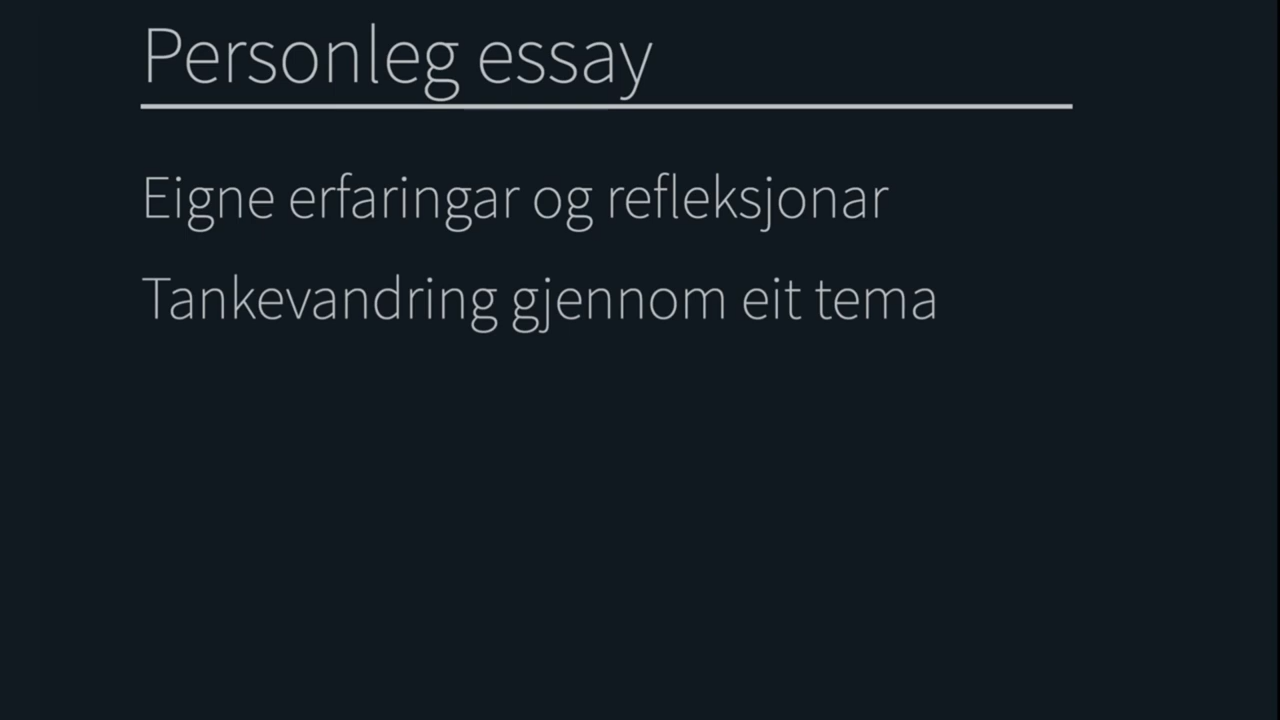 Personleg essay
Eigne erfaringar og refleksjonar
Tankevandring gjennom eit tema